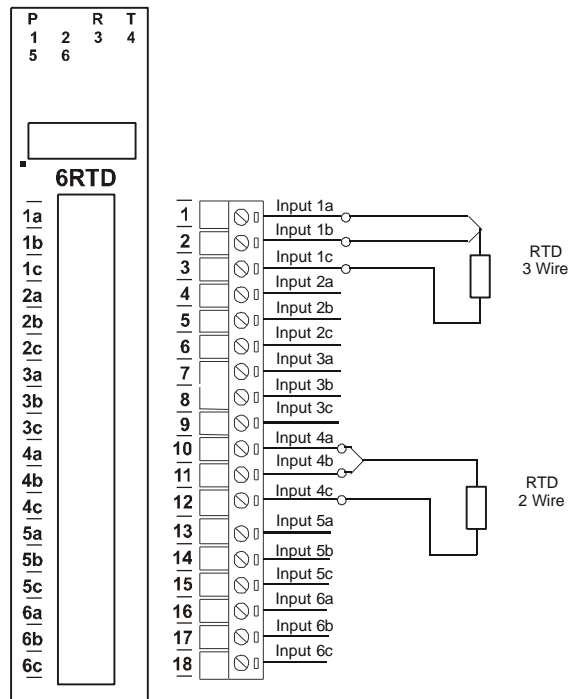 P R T
1 2 3 4
5 6
6RTD
1a
1b
1c
2a
2b
2c
3a
3b
3c
4a
4b
4c
5a
5b
5c
6a
6b
6c
1 Input 1a
2 Input 1b
3 Input 1c
4 Input 2a
5 Input 2b
6 Input 2c
7 Input 3a
8 Input 3b
9 Input 3c
10 Input 4a
11 Input 4b
12 Input 4c
13 Input 5a
14 Input 5b
15 Input 5c
16 Input 6a
17 Input 6b
18 Input 6c
RTD
3 Wire
RTD
2 Wire